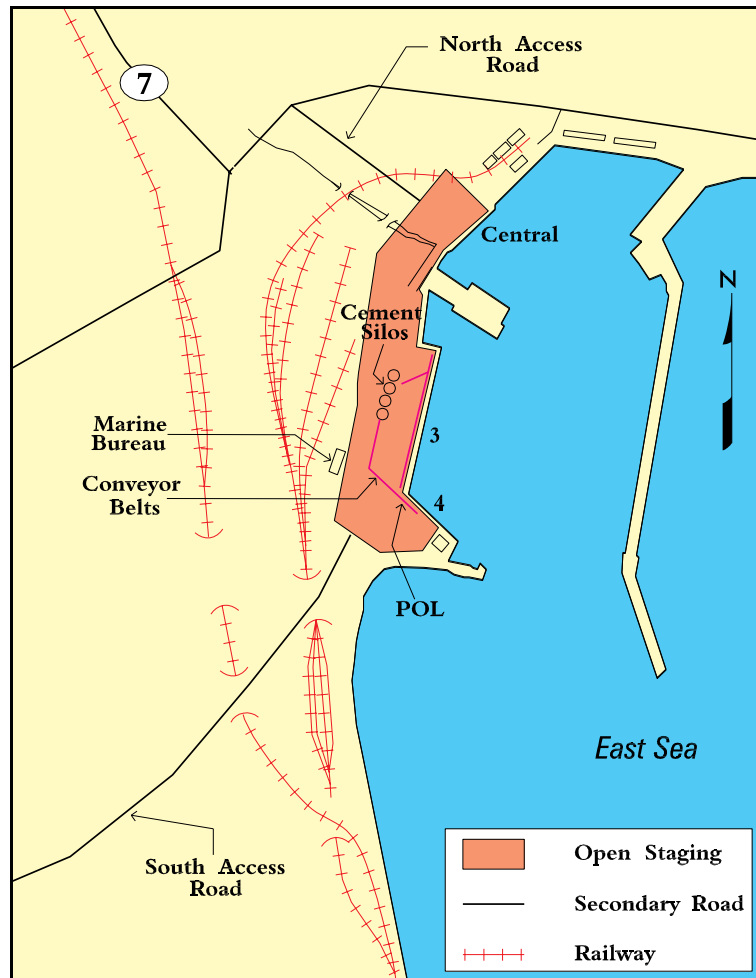 North Access
Road
7
Central
N
Cement
Silos
Marine
Bureau
3
Conveyor
Belts
4
POL
East Sea
South Access
Road
Open Staging
Secondary Road
Railway